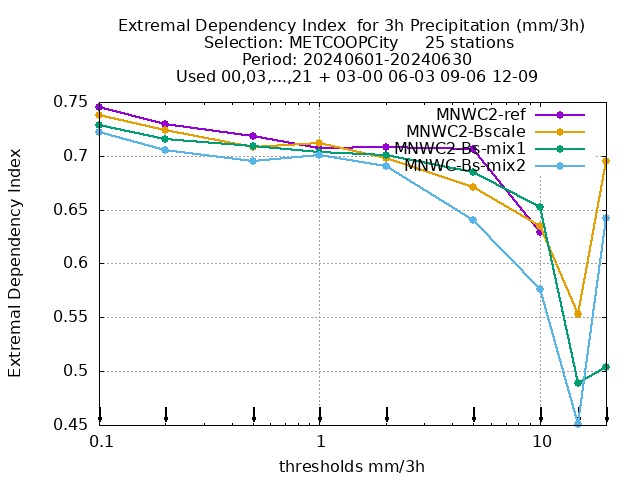 Extremal Dependency Index  for 3h Precipitation (mm/3h)
Selection: METCOOPCity     25 stations
Period: 20240601-20240630
Used 00,03,...,21 + 03-00 06-03 09-06 12-09
0.75
0.7
0.65
0.6
0.55
0.5
0.45
Extremal Dependency Index
MNWC2-ref
MNWC2-Bscale
MNWC2-Bs-mix1
MNWC-Bs-mix2
0.1
1
10
thresholds mm/3h